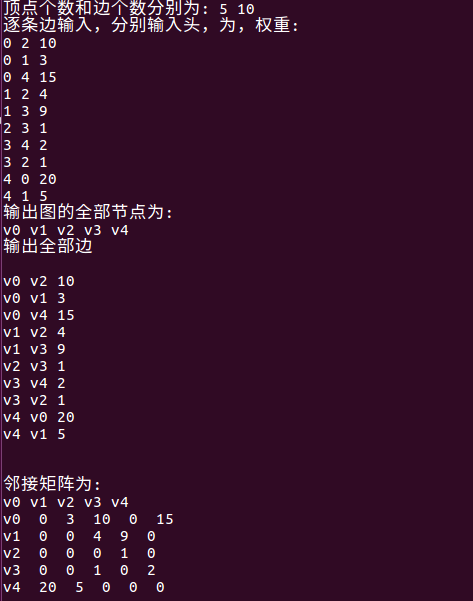 顶点个数和边个数分别为: 5 10
逐条边输入，分别输入头，为，权重:
0 2 10
0 1 3
0 4 15
1 2 4
1 3 9
2 3 1
3 4 2
3 2 1
4 0 20
4 1 5
输出图的全部节点为:
v0 v1 v2 v3 v4
输出全部边
v0 v2 10
v0 v1 3
v0 v4 15
v1 v2 4
v1 v3 9
v2 v3 1
v3 v4 2
v3 v2 1
v4 v0 20
v4 v1 5
邻接矩阵为:
v0 v1 v2 v3 v4
v0 0 3 10 0 15
v1 0 0 4 9 0
v2 0 0 0 1 0
v3 0 0 1 0 2
v4 20 5 0 0 0